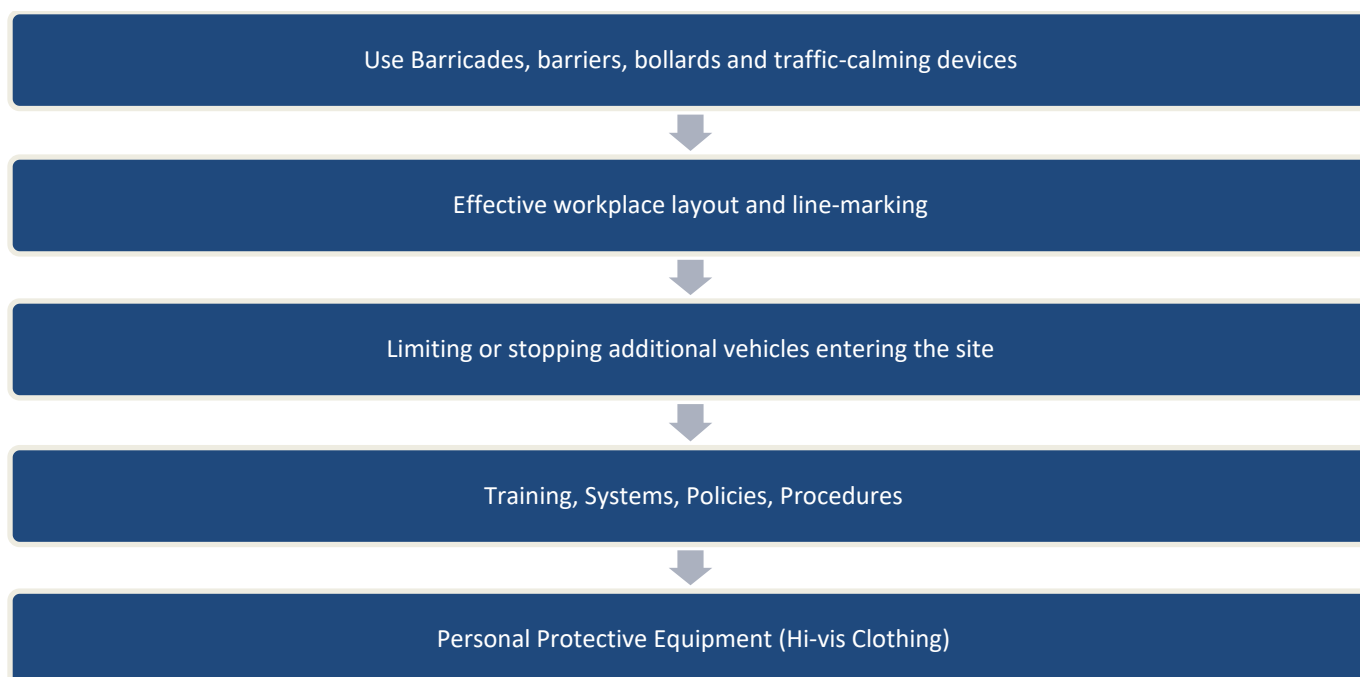 Use Barricades, barriers, bollards and traffic-calming devices
Effective workplace layout and line-marking
Limiting or stopping additional vehicles entering the site
Training, Systems, Policies, Procedures
Personal Protective Equipment (Hi-vis Clothing)